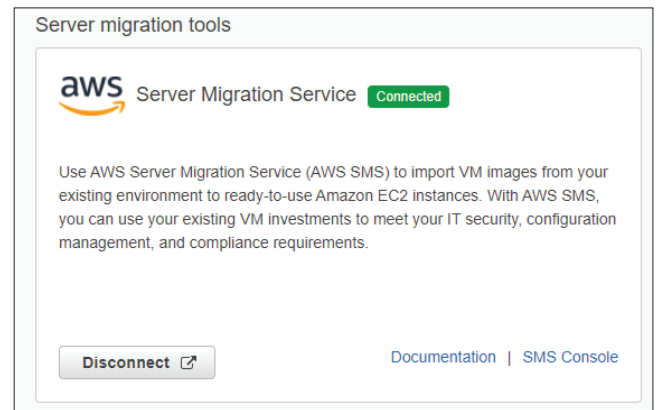 Server migration tools
aws Server Migration Service Connected
Use AWS Server Migration Service (AWS SMS) to import VM images from your
existing environment to ready-to-use Amazon EC2 instances. With AWS SMS,
you can use your existing VM investments to meet your IT security, configuration
management, and compliance requirements.
Disconnect Documentation | SMS Console